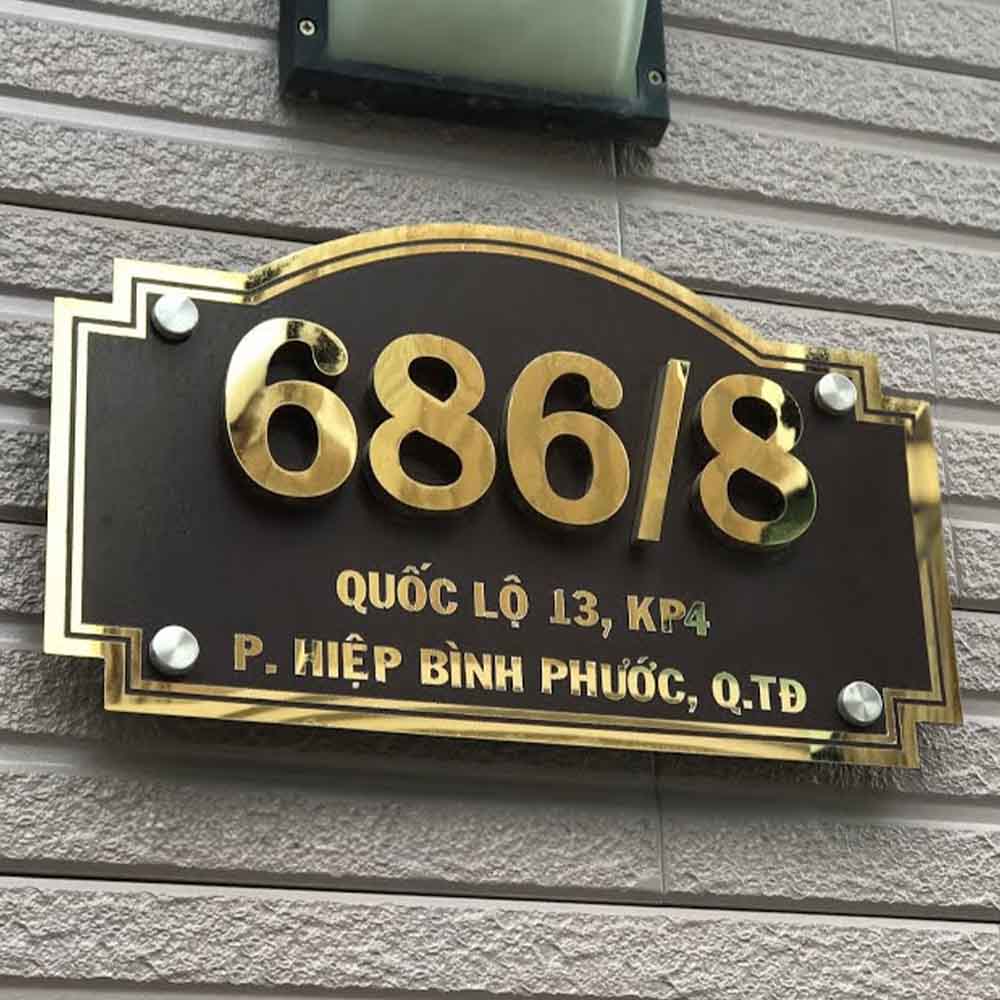 686/8
QUỐC LỘ 13, KP4
P. HIỆP BÌNH PHƯỚC, Q.TĐ